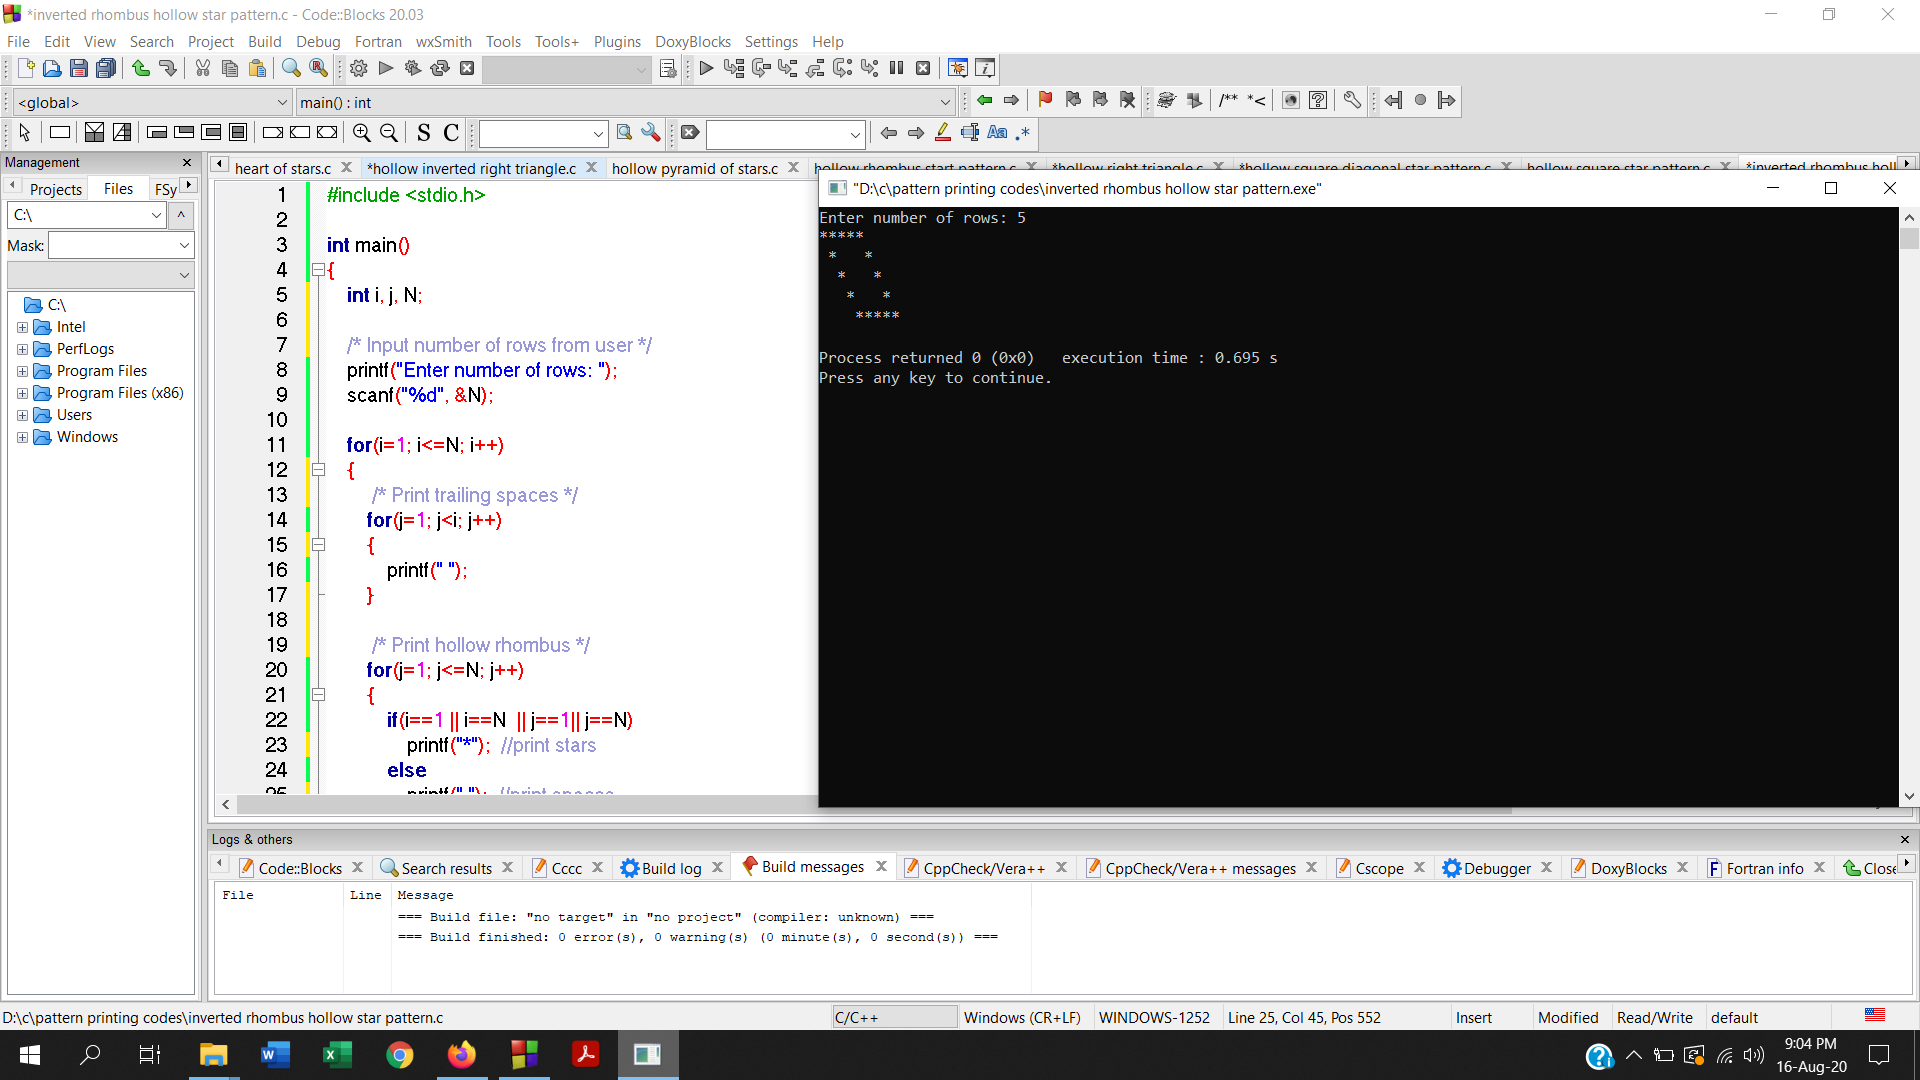 *inverted rhombus hollow star pattern.c - Code::Blocks 20.03
File Edit View Search Project Build Debug Fortran wxSmith Tools Tools+ Plugins DoxyBlocks Settings Help
<global> main() : int
/** *<
S C Aa .*
Management
heart of stars.c *hollow inverted right triangle.c hollow pyramid of stars.c hollow rhombus start pattern.c *hollow right triangle.c *hollow square diagonal star pattern.c hollow square star pattern.c *inverted rhombus holl
Projects Files FSy
C:\
Mask:
C:\
Intel
PerfLogs
Program Files
Program Files (x86)
Users
Windows
1 #include <stdio.h>
2
3 int main()
4 {
5 int i, j, N;
6
7 /* Input number of rows from user */
8 printf("Enter number of rows: ");
9 scanf("%d", &N);
10
11 for(i=1; i<=N; i++)
12 {
13 /* Print trailing spaces */
14 for(j=1; j<i; j++)
15 {
16 printf(" ");
17 }
18
19 /* Print hollow rhombus */
20 for(j=1; j<=N; j++)
21 {
22 if(i==1 || i==N || j==1|| j==N)
23 printf("*"); //print stars
24 else
25 printf(" "); //print spaces
"D:\c\pattern printing codes\inverted rhombus hollow star pattern.exe"
Enter number of rows: 5
*****
 *   *
  *   *
   *   *
    *****
Process returned 0 (0x0)   execution time : 0.695 s
Press any key to continue.
Logs & others
Code::Blocks Search results Cccc Build log Build messages CppCheck/Vera++ CppCheck/Vera++ messages Cscope Debugger DoxyBlocks Fortran info Close
File Line Message
=== Build file: "no target" in "no project" (compiler: unknown) ===
=== Build finished: 0 error(s), 0 warning(s) (0 minute(s), 0 second(s)) ===
D:\c\pattern printing codes\inverted rhombus hollow star pattern.c C/C++ Windows (CR+LF) WINDOWS-1252 Line 25, Col 45, Pos 552 Insert Modified Read/Write default
9:04 PM
16-Aug-20